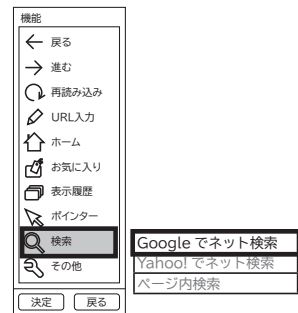 機能
戻る
進む
再読み込み
URL入力
ホーム
お気に入り
表示履歴
ポインター
検索
その他
決定 戻る
Google でネット検索
Yahoo! でネット検索
ページ内検索